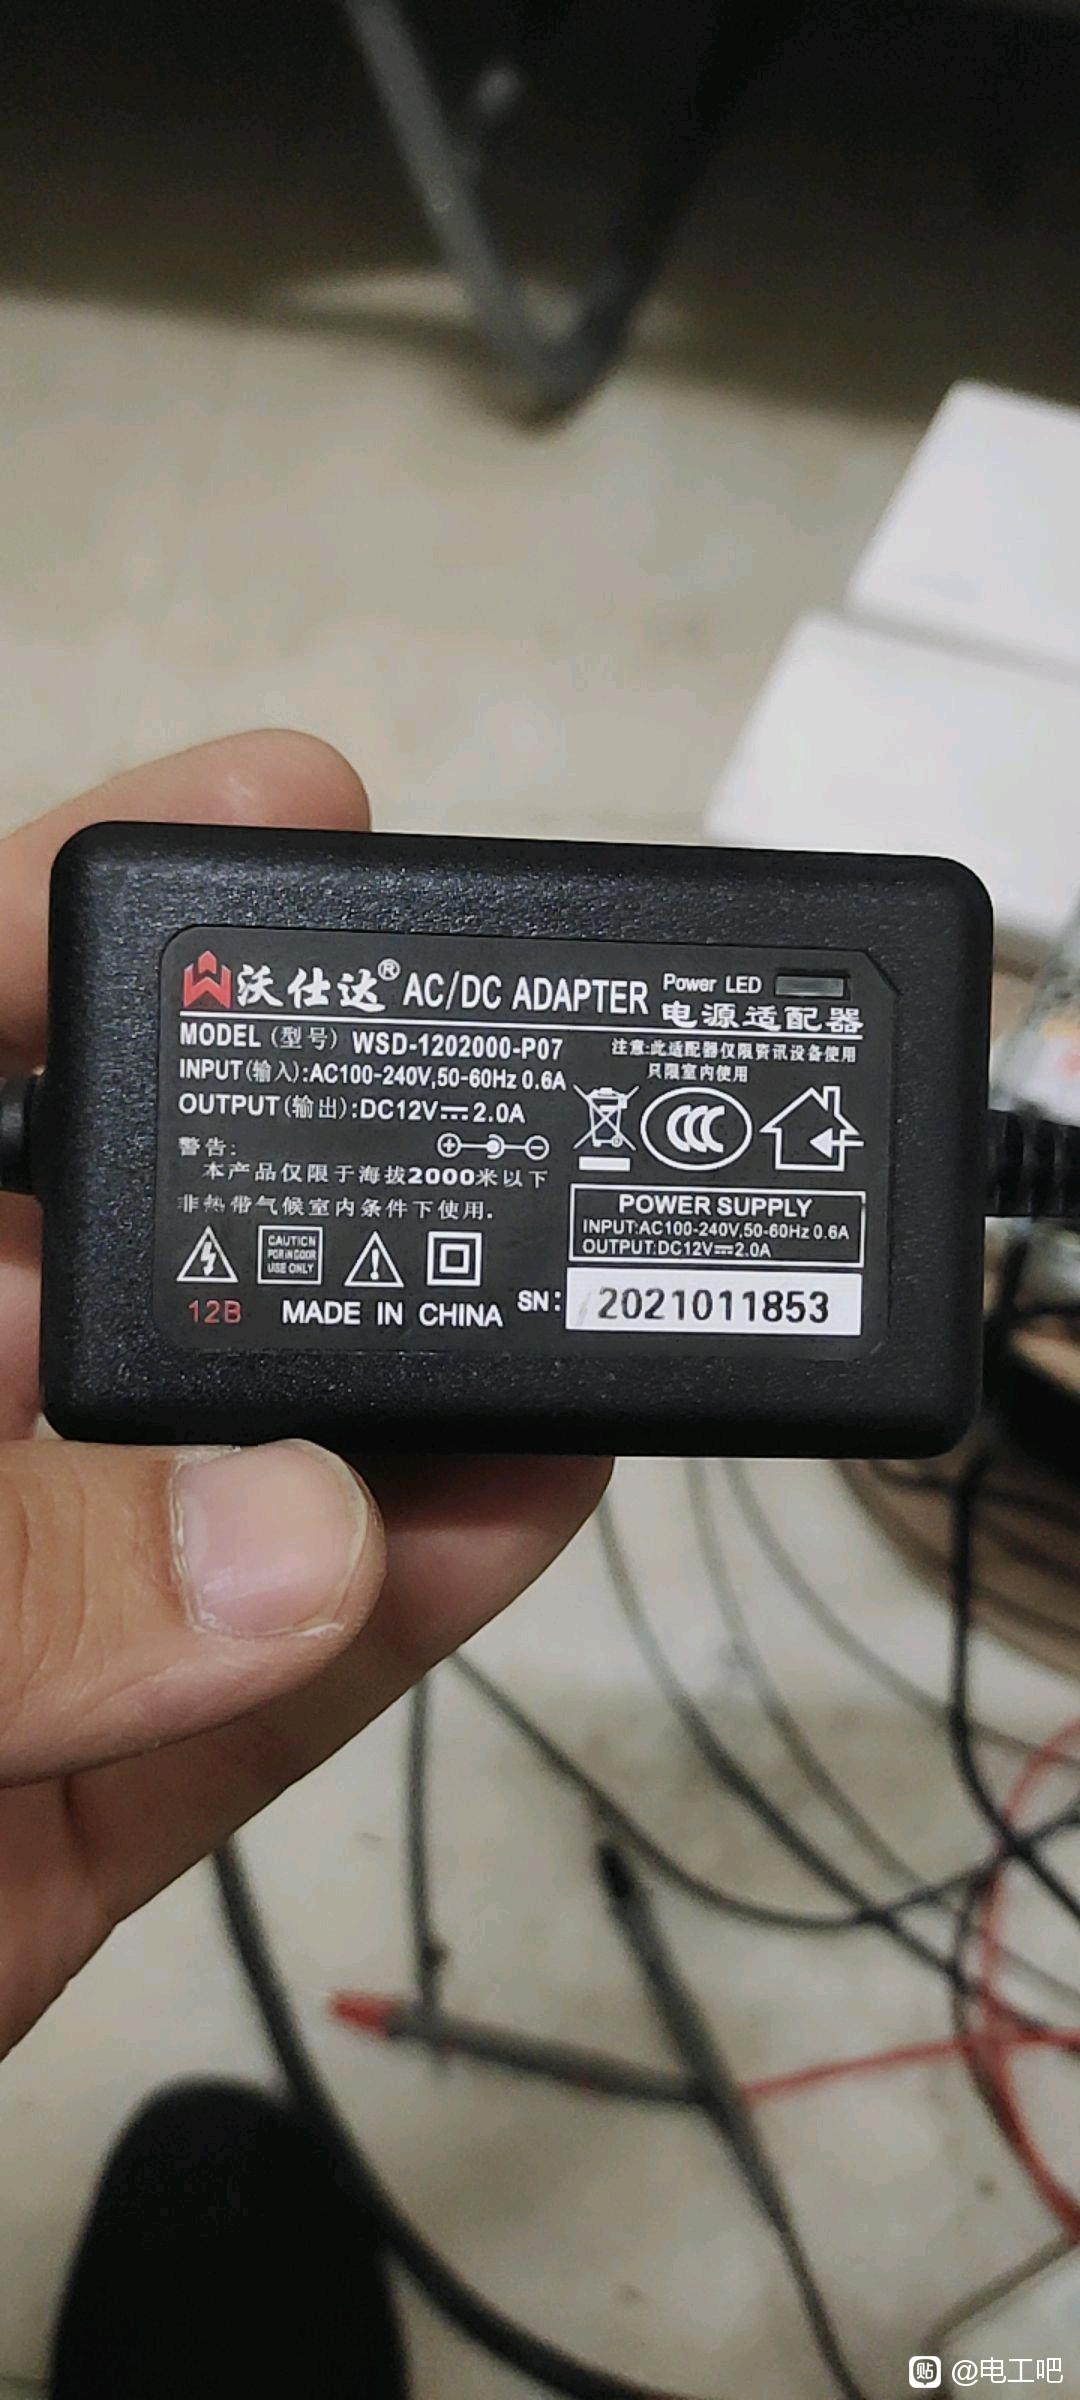 沃仕达® AC/DC ADAPTER
Power LED
电源适配器
MODEL (型号) WSD-1202000-P07
INPUT(输入):AC100-240V,50-60Hz 0.6A
OUTPUT(输出):DC12V⎓2.0A
注意:此适配器仅限资讯设备使用
只限室内使用
警告:
本产品仅限于海拔2000米以下
非热带气候室内条件下使用.
CCC
POWER SUPPLY
INPUT:AC100-240V,50-60Hz 0.6A
OUTPUT:DC12V⎓2.0A
CAUTION
FOR INDOOR
USE ONLY
12B
MADE IN CHINA
SN:
2021011853
贴 @电工吧